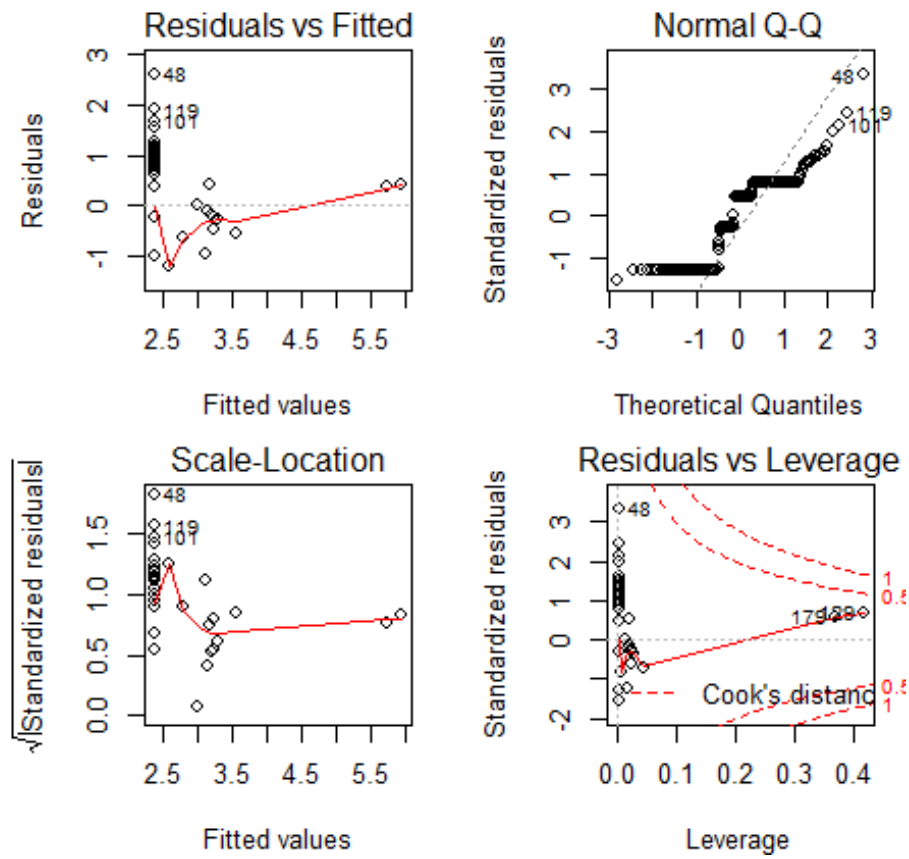 Residuals vs Fitted
Residuals
3
2
1
0
-1
48
119
101
2.5 3.5 4.5 5.5
Fitted values
Normal Q-Q
Standardized residuals
3
2
1
0
-1
48
119
101
-3 -1 0 1 2 3
Theoretical Quantiles
Scale-Location
√|Standardized residuals|
1.5
1.0
0.5
0.0
48
119
101
2.5 3.5 4.5 5.5
Fitted values
Residuals vs Leverage
Standardized residuals
3
2
1
0
-2
48
179
1
0.5
0.5
1
Cook's distanc
0.0 0.1 0.2 0.3 0.4
Leverage